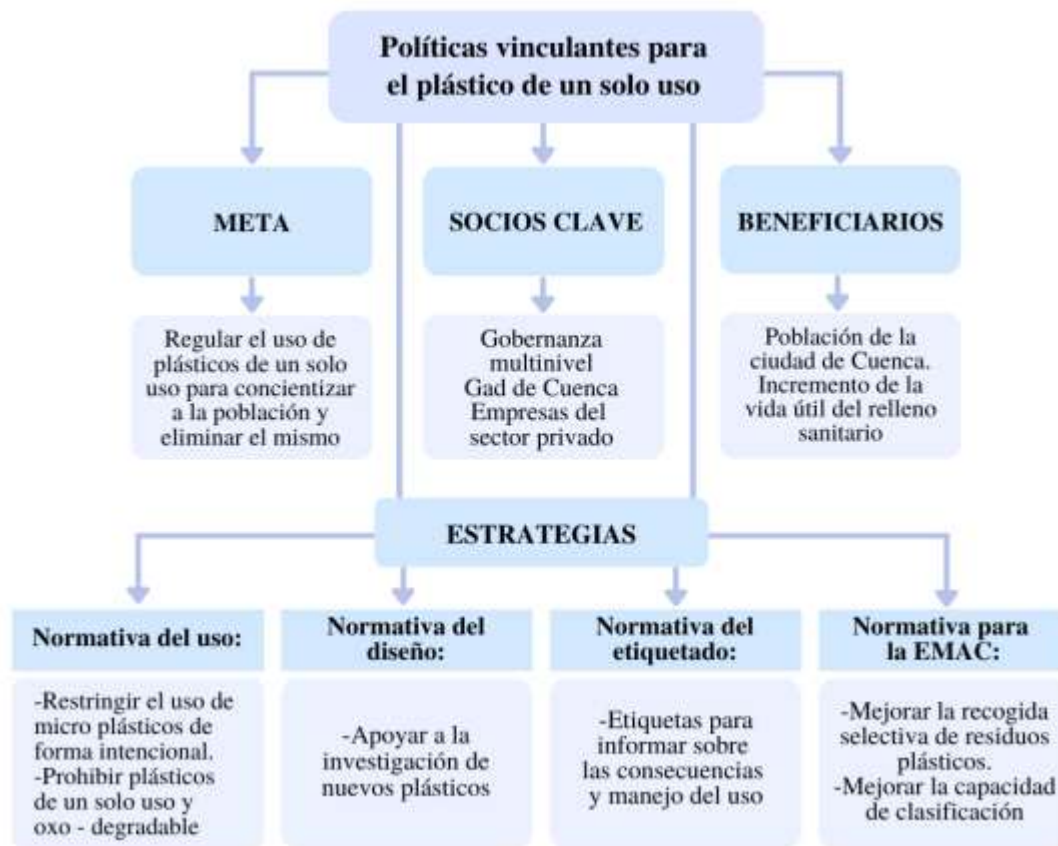 Políticas vinculantes para
el plástico de un solo uso
META
SOCIOS CLAVE
BENEFICIARIOS
Regular el uso de
plásticos de un solo
uso para concientizar
a la población y
eliminar el mismo
Gobernanza
multinivel
Gad de Cuenca
Empresas del
sector privado
Población de la
ciudad de Cuenca.
Incremento de la
vida útil del relleno
sanitario
ESTRATEGIAS
Normativa del uso:
-Restringir el uso de
micro plásticos de
forma intencional.
-Prohibir plásticos
de un solo uso y
oxo - degradable
Normativa del
diseño:
-Apoyar a la
investigación de
nuevos plásticos
Normativa del
etiquetado:
-Etiquetas para
informar sobre
las consecuencias
y manejo del uso
Normativa para
la EMAC:
-Mejorar la recogida
selectiva de residuos
plásticos.
-Mejorar la capacidad
de clasificación